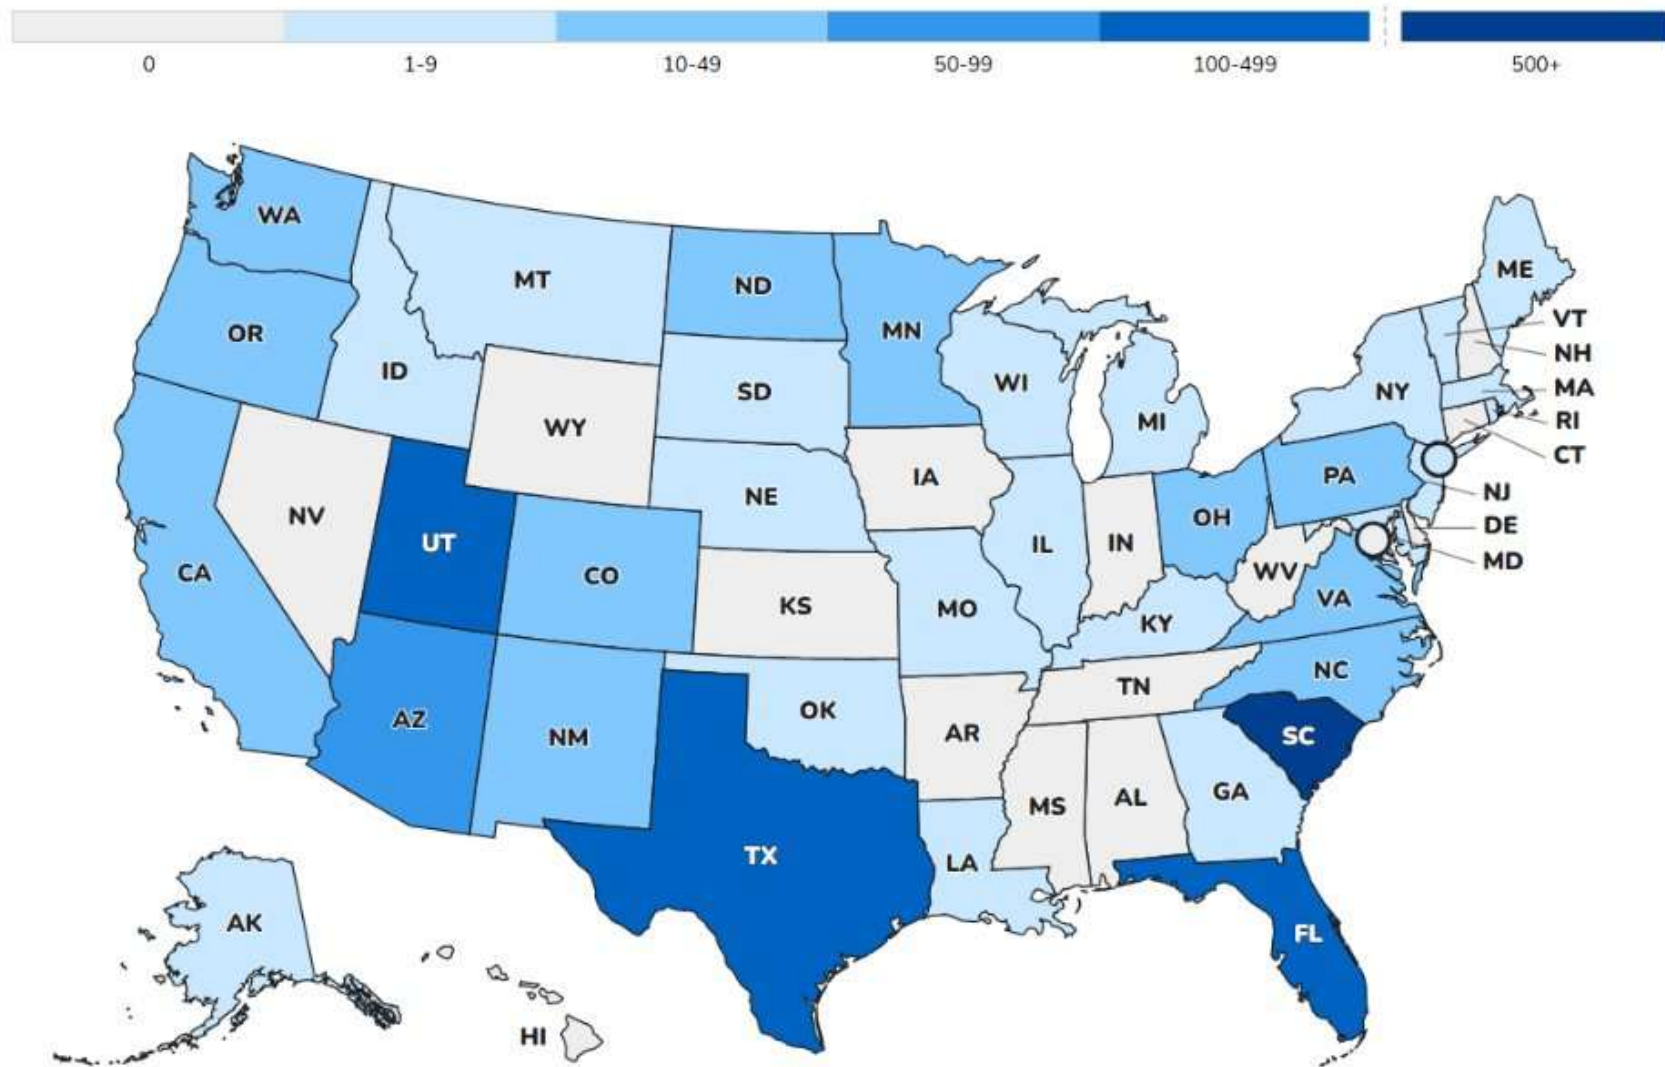 0 1-9 10-49 50-99 100-499 500+
WA
MT
ND
ME
MN
VT
OR
NH
ID
SD
WI
NY
MA
MI
RI
WY
CT
IA
PA
NE
NJ
NV
OH
DE
UT
IL
IN
MD
CA
CO
WV
VA
KS
MO
KY
NC
TN
OK
AZ
AR
SC
NM
GA
MS
AL
TX
LA
AK
FL
HI